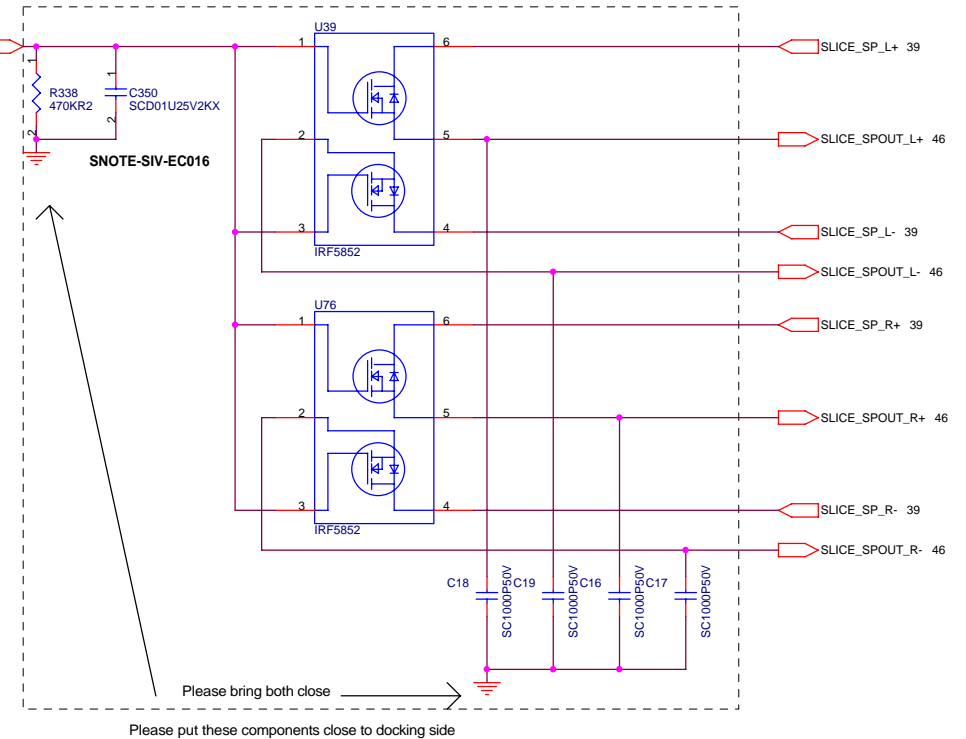 U39
1
6
SLICE_SP_L+ 39
1
R338
470KR2
2
1
C350
SCD01U25V2KX
2
2
5
SLICE_SPOUT_L+ 46
SNOTE-SIV-EC016
3
4
SLICE_SP_L- 39
IRF5852
SLICE_SPOUT_L- 46
U76
1
6
SLICE_SP_R+ 39
2
5
SLICE_SPOUT_R+ 46
3
4
SLICE_SP_R- 39
IRF5852
SLICE_SPOUT_R- 46
C18
SC1000P50V
C19
SC1000P50V
C16
SC1000P50V
C17
SC1000P50V
Please bring both close
Please put these components close to docking side